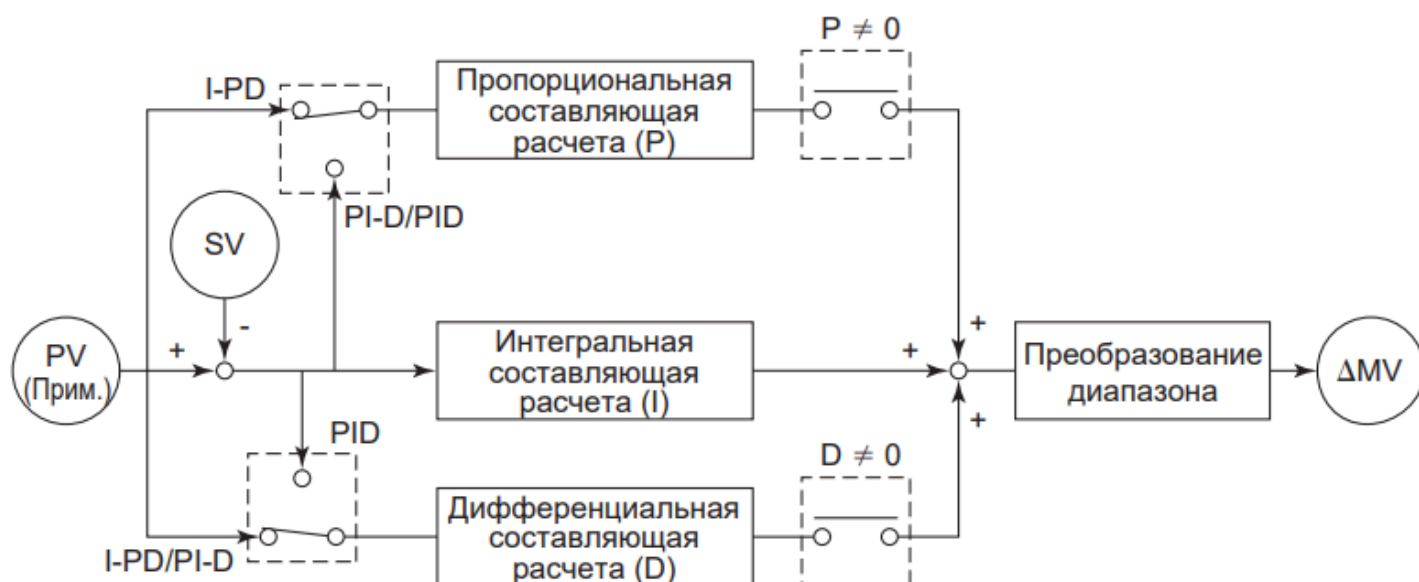 P ≠ 0
I-PD
Пропорциональная
составляющая
расчета (P)
PI-D/PID
SV
-
+
PV
(Прим.)
+
Интегральная
составляющая
расчета (I)
+
Преобразование
диапазона
ΔMV
+
PID
D ≠ 0
Дифференциальная
составляющая
расчета (D)
I-PD/PI-D